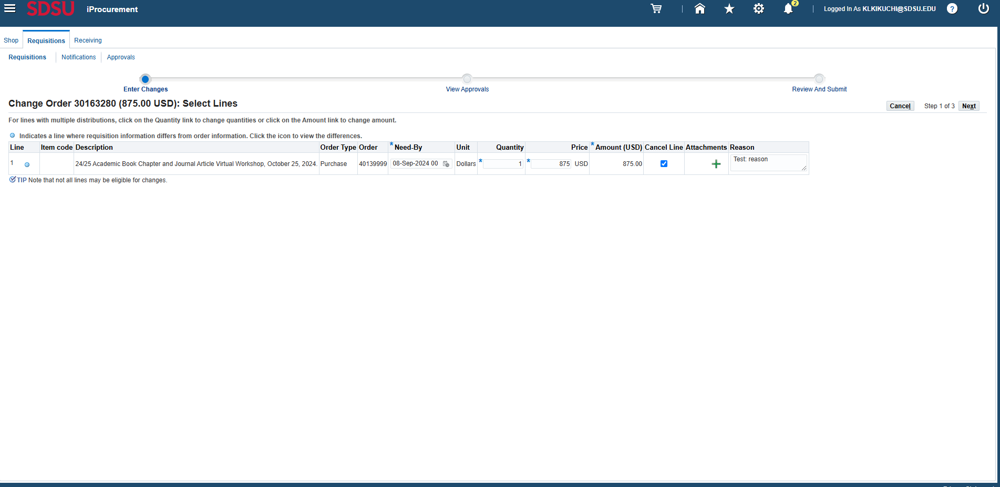 SDSU iProcurement 2 Logged In As KLKIKUCHI@SDSU.EDU ?
Shop Requisitions Receiving
Requisitions Notifications Approvals
Enter Changes View Approvals Review And Submit
Change Order 30163280 (875.00 USD): Select Lines Cancel Step 1 of 3 Next
For lines with multiple distributions, click on the Quantity link to change quantities or click on the Amount link to change amount.
Indicates a line where requisition information differs from order information. Click the icon to view the differences.
Line Item code Description Order Type Order * Need-By Unit Quantity Price * Amount (USD) Cancel Line Attachments Reason
1 24/25 Academic Book Chapter and Journal Article Virtual Workshop, October 25, 2024. Purchase 40139999 08-Sep-2024 00 Dollars * 1 * 875 USD 875.00 Test: reason
TIP Note that not all lines may be eligible for changes.